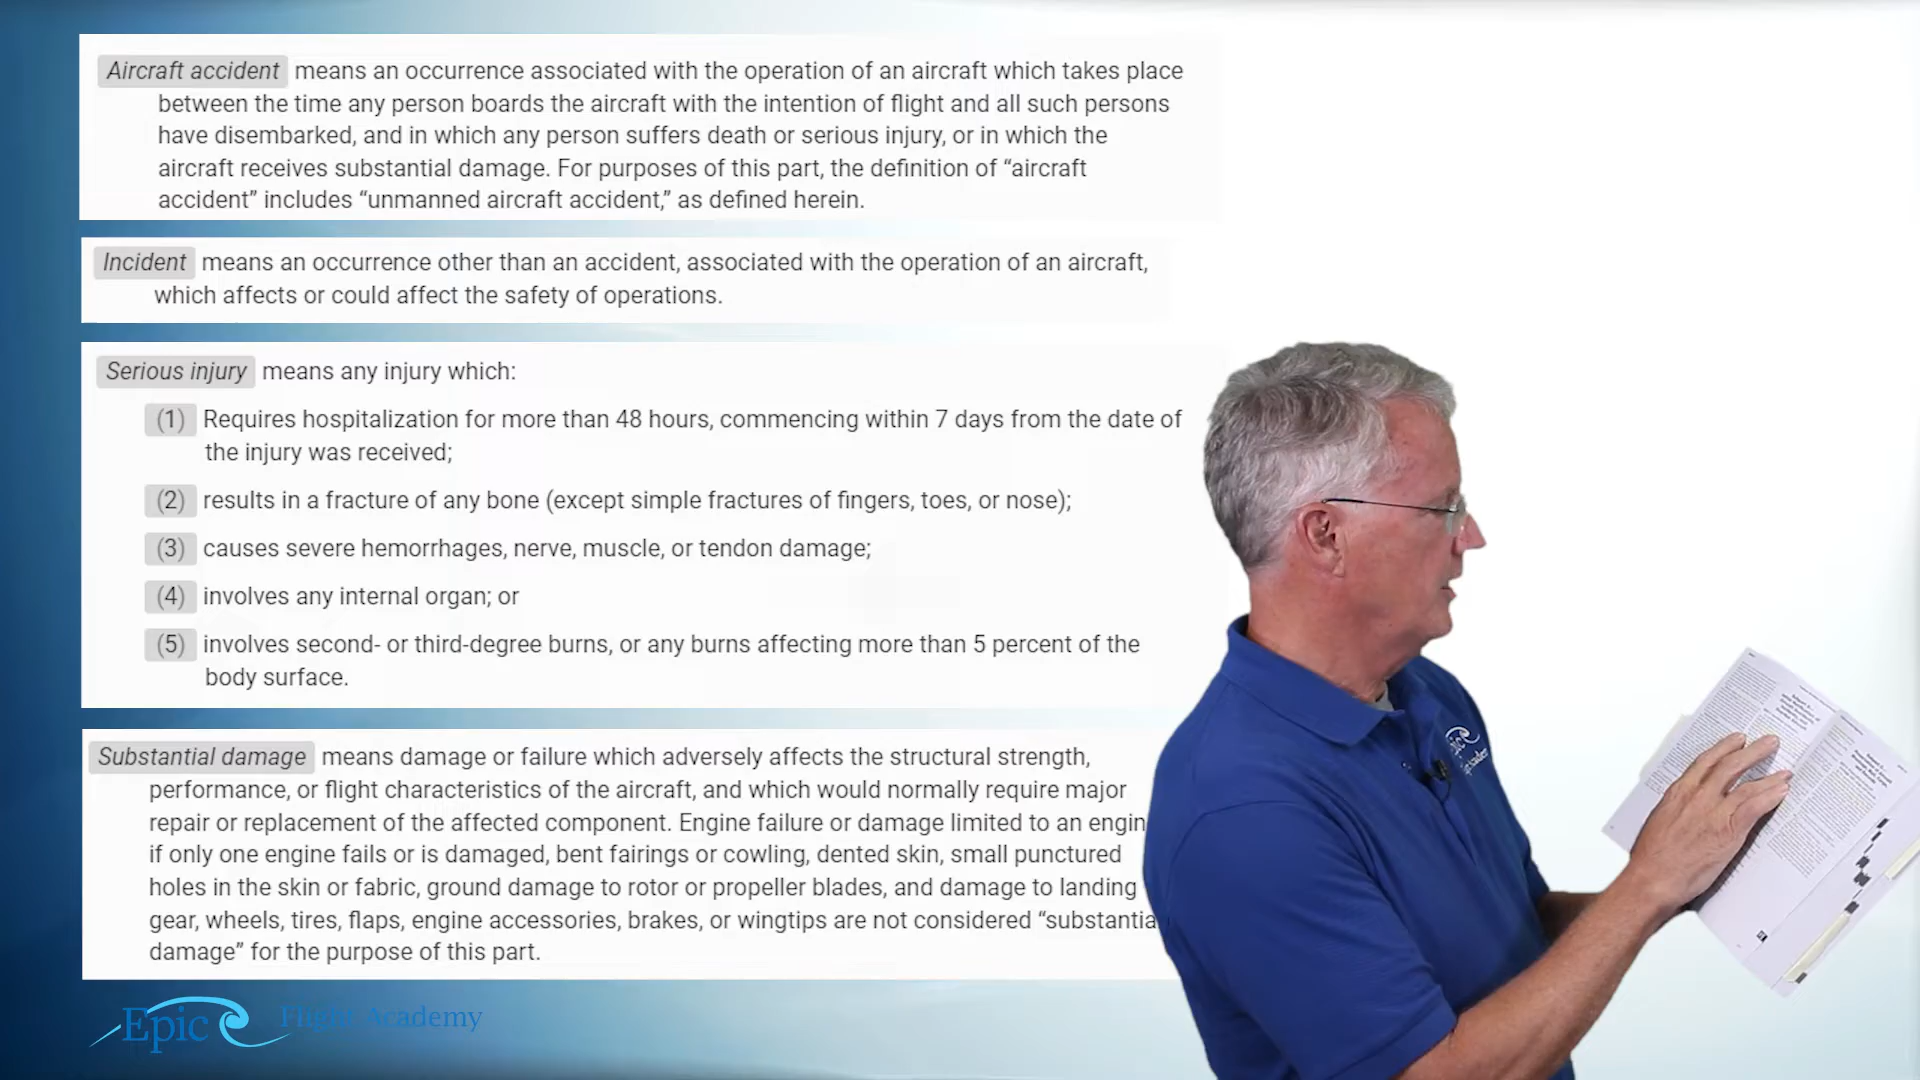 Aircraft accident means an occurrence associated with the operation of an aircraft which takes place
between the time any person boards the aircraft with the intention of flight and all such persons
have disembarked, and in which any person suffers death or serious injury, or in which the
aircraft receives substantial damage. For purposes of this part, the definition of “aircraft
accident” includes “unmanned aircraft accident,” as defined herein.
Incident means an occurrence other than an accident, associated with the operation of an aircraft,
which affects or could affect the safety of operations.
Serious injury means any injury which:
(1) Requires hospitalization for more than 48 hours, commencing within 7 days from the date of
the injury was received;
(2) results in a fracture of any bone (except simple fractures of fingers, toes, or nose);
(3) causes severe hemorrhages, nerve, muscle, or tendon damage;
(4) involves any internal organ; or
(5) involves second- or third-degree burns, or any burns affecting more than 5 percent of the
body surface.
Substantial damage means damage or failure which adversely affects the structural strength,
performance, or flight characteristics of the aircraft, and which would normally require major
repair or replacement of the affected component. Engine failure or damage limited to an engin
if only one engine fails or is damaged, bent fairings or cowling, dented skin, small punctured
holes in the skin or fabric, ground damage to rotor or propeller blades, and damage to landing
gear, wheels, tires, flaps, engine accessories, brakes, or wingtips are not considered “substantia
damage” for the purpose of this part.
Epic Flight Academy